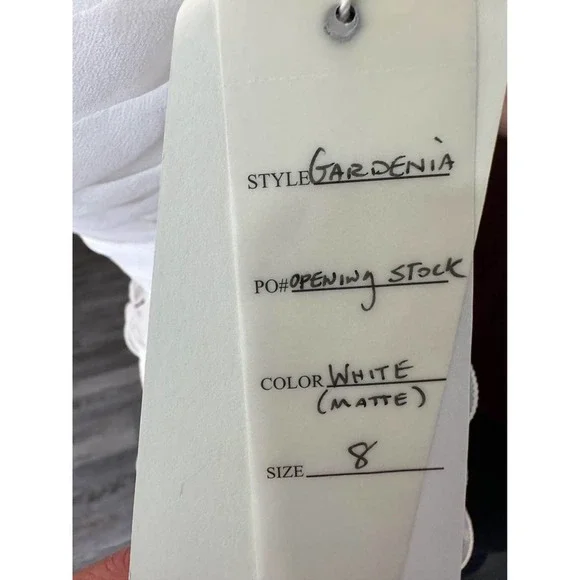 STYLE GARDENIA
PO# OPENING STOCK
COLOR WHITE
(MATTE)
SIZE 8